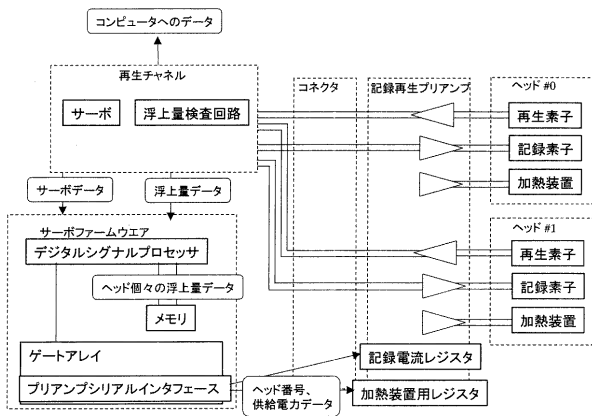 コンピュータへのデータ
再生チャネル
サーボ
浮上量検査回路
コネクタ
記録再生プリアンプ
ヘッド #0
再生素子
記録素子
加熱装置
サーボデータ
浮上量データ
ヘッド #1
再生素子
記録素子
加熱装置
サーボファームウエア
デジタルシグナルプロセッサ
ヘッド個々の浮上量データ
メモリ
ゲートアレイ
プリアンプシリアルインタフェース
ヘッド番号、
供給電力データ
記録電流レジスタ
加熱装置用レジスタ